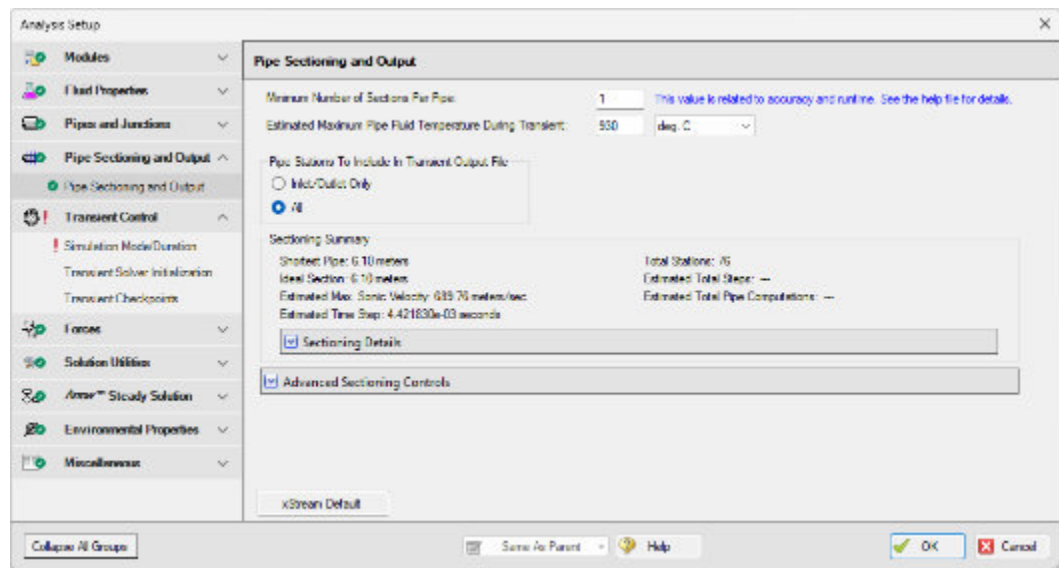 Analysis Setup
Modules
Fluid Properties
Pipes and Junctions
Pipe Sectioning and Output
Pipe Sectioning and Output
Transient Control
Simulation Mode/Duration
Transient Solver Initialization
Transient Checkpoints
Forces
Solution Utilities
Arrow™ Steady Solution
Environmental Properties
Miscellaneous
Collapse All Groups
Pipe Sectioning and Output
Minimum Number of Sections Per Pipe: 1 This value is related to accuracy and runtime. See the help file for details.
Estimated Maximum Pipe Fluid Temperature During Transient: 930 deg. C
Pipe Stations To Include In Transient Output File
Inlet/Outlet Only
All
Sectioning Summary
Shortest Pipe: 6.10 meters Total Stations: 76
Ideal Section: 6.10 meters Estimated Total Steps: ---
Estimated Max. Sonic Velocity: 689.76 meters/sec Estimated Total Pipe Computations: ---
Estimated Time Step: 4.421830e-03 seconds
Sectioning Details
Advanced Sectioning Controls
xStream Default
Same As Parent Help OK Cancel